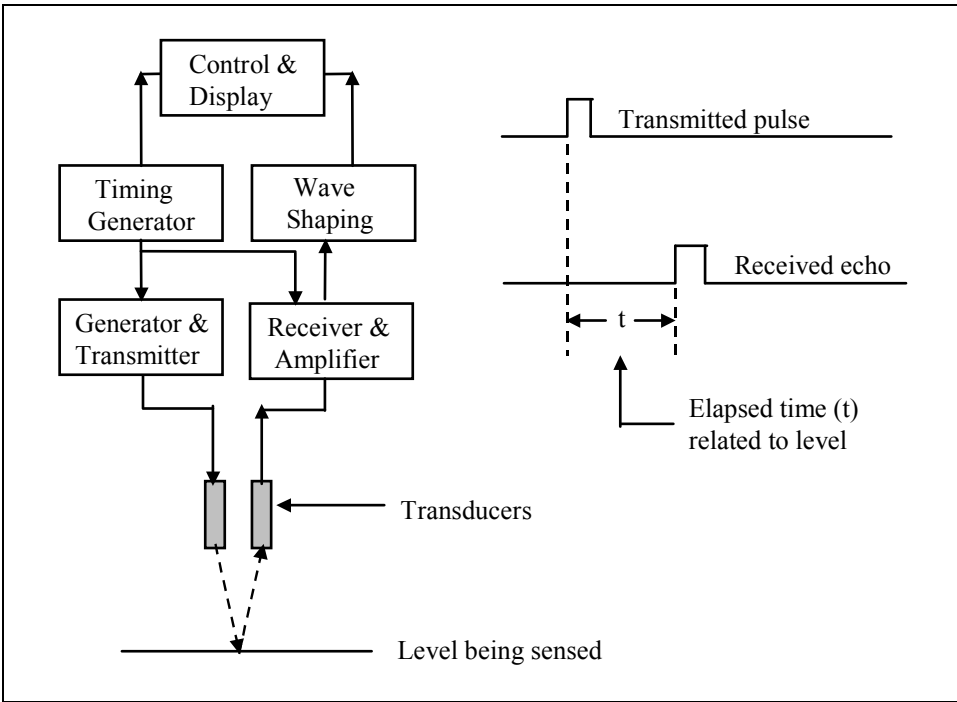 Control &
Display
Timing
Generator
Wave
Shaping
Generator &
Transmitter
Receiver &
Amplifier
Transducers
Level being sensed
Transmitted pulse
Received echo
t
Elapsed time (t)
related to level